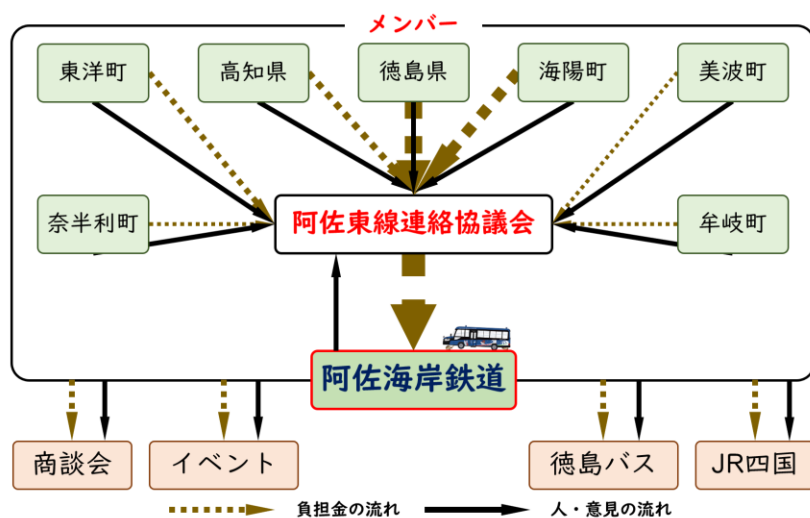 メンバー
東洋町
高知県
徳島県
海陽町
美波町
奈半利町
阿佐東線連絡協議会
牟岐町
阿佐海岸鉄道
商談会
イベント
徳島バス
JR四国
負担金の流れ
人・意見の流れ